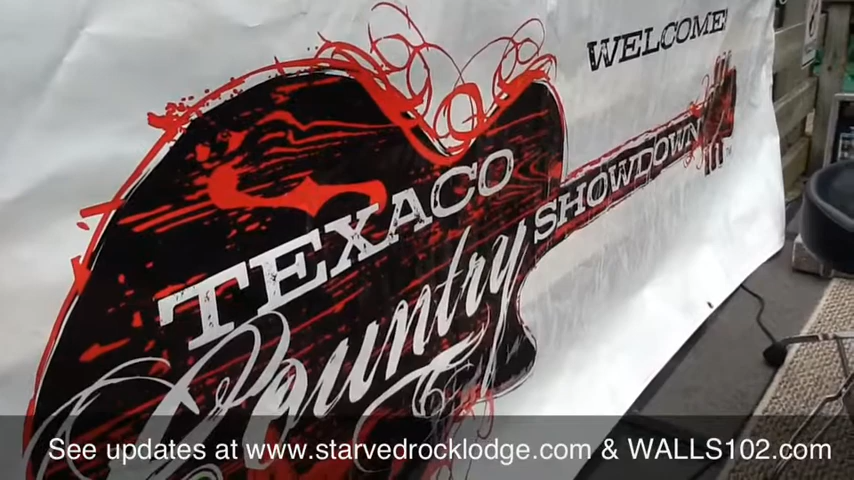 WELCOME
TEXACO
Country
SHOWDOWN
See updates at www.starvedrocklodge.com & WALLS102.com